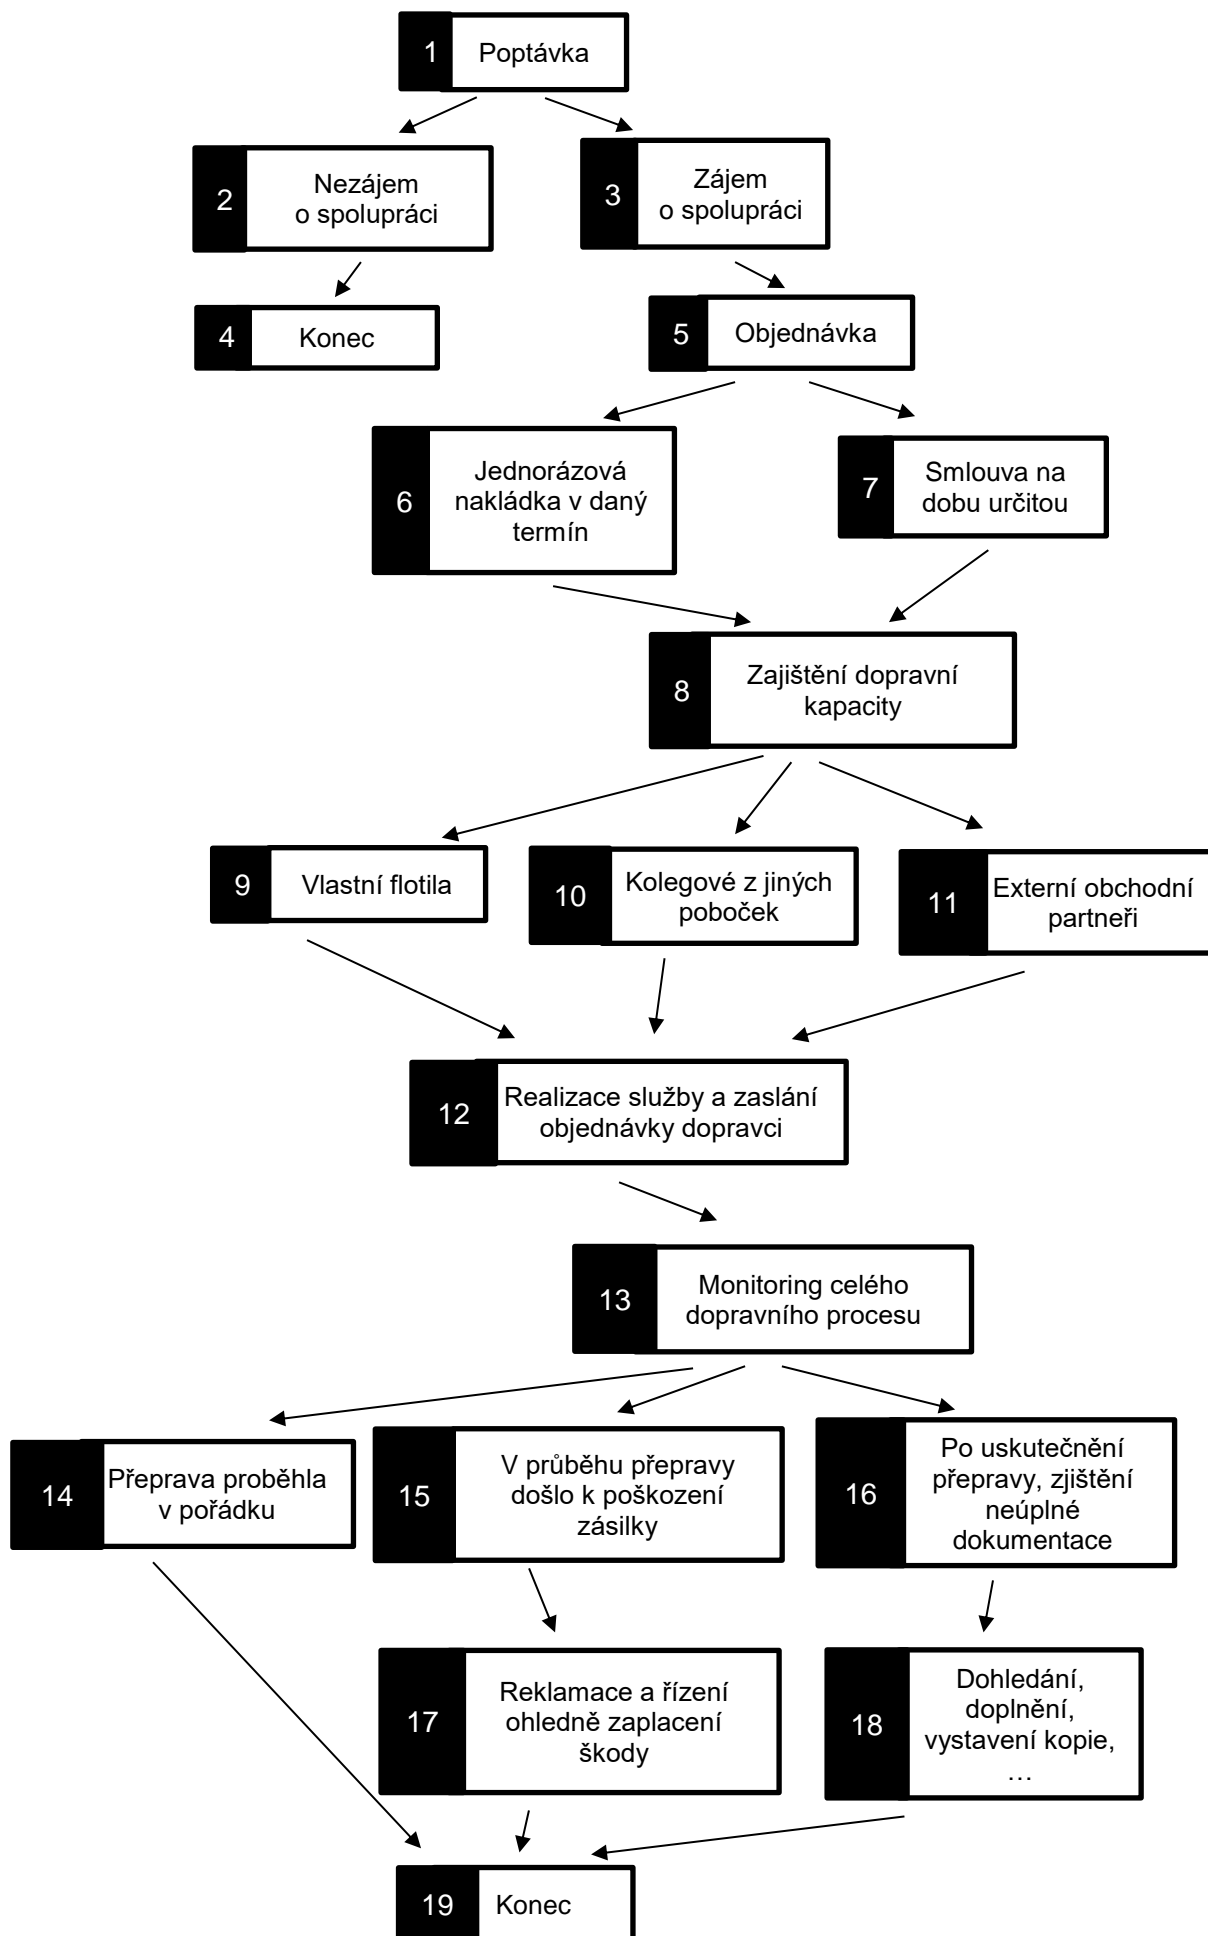 1
Poptávka
2
Nezájem
o spolupráci
3
Zájem
o spolupráci
4
Konec
5
Objednávka
6
Jednorázová
nakládka v daný
termín
7
Smlouva na
dobu určitou
8
Zajištění dopravní
kapacity
9
Vlastní flotila
10
Kolegové z jiných
poboček
11
Externí obchodní
partneři
12
Realizace služby a zaslání
objednávky dopravci
13
Monitoring celého
dopravního procesu
14
Přeprava proběhla
v pořádku
15
V průběhu přepravy
došlo k poškození
zásilky
16
Po uskutečnění
přepravy, zjištění
neúplné
dokumentace
17
Reklamace a řízení
ohledně zaplacení
škody
18
Dohledání,
doplnění,
vystavení kopie,
…
19
Konec